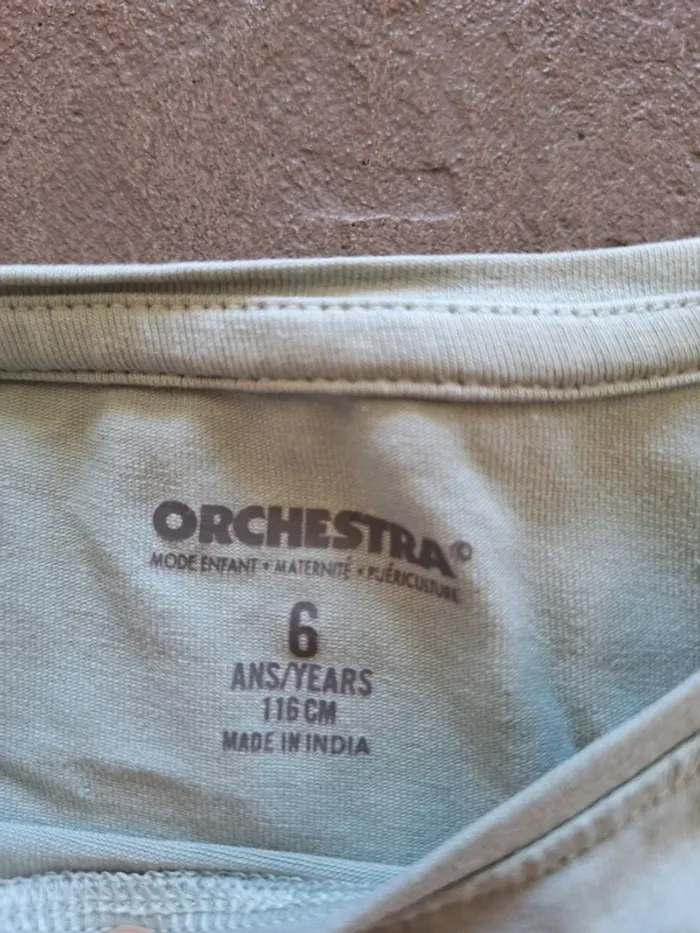 ORCHESTRA©
MODE ENFANT • MATERNITÉ • PUÉRICULTURE
6
ANS/YEARS
116 CM
MADE IN INDIA